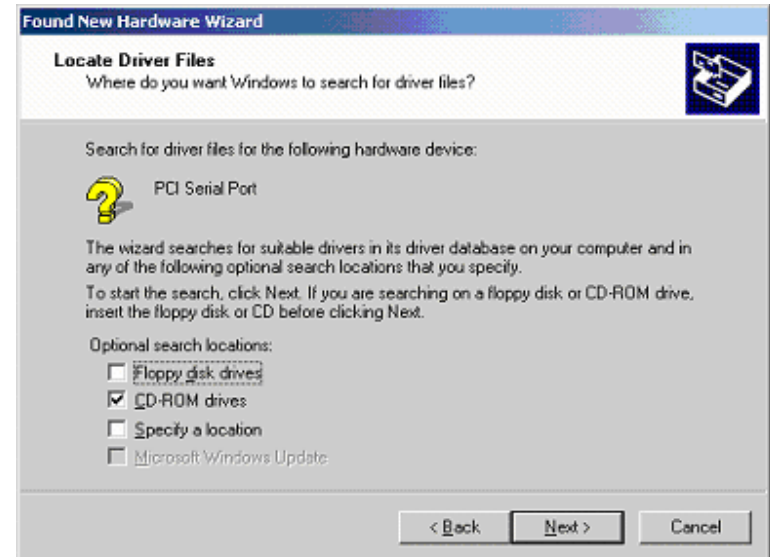 Found New Hardware Wizard
Locate Driver Files
Where do you want Windows to search for driver files?
Search for driver files for the following hardware device:
PCI Serial Port
The wizard searches for suitable drivers in its driver database on your computer and in
any of the following optional search locations that you specify.
To start the search, click Next. If you are searching on a floppy disk or CD-ROM drive,
insert the floppy disk or CD before clicking Next.
Optional search locations:
Floppy disk drives
CD-ROM drives
Specify a location
Microsoft Windows Update
< Back Next > Cancel